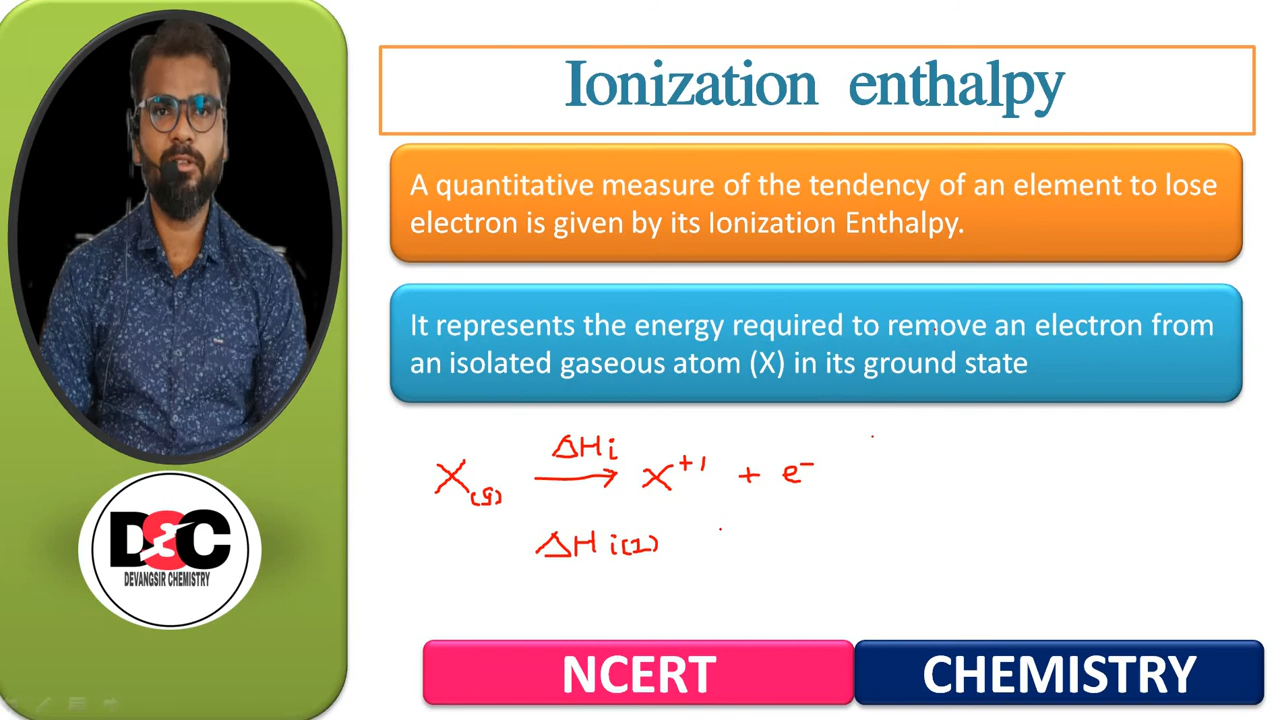 Ionization enthalpy
A quantitative measure of the tendency of an element to lose
electron is given by its Ionization Enthalpy.
It represents the energy required to remove an electron from
an isolated gaseous atom (X) in its ground state
ΔHi
X(g) → X+1 + e-
ΔHi(1)
DEC
DEVANGSIR CHEMISTRY
NCERT
CHEMISTRY